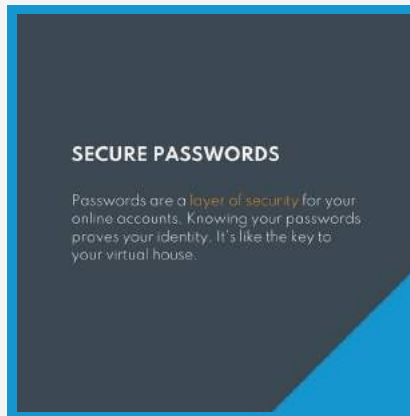 SECURE PASSWORDS
Passwords are a layer of security for your
online accounts. Knowing your passwords
proves your identity. It's like the key to
your virtual house.